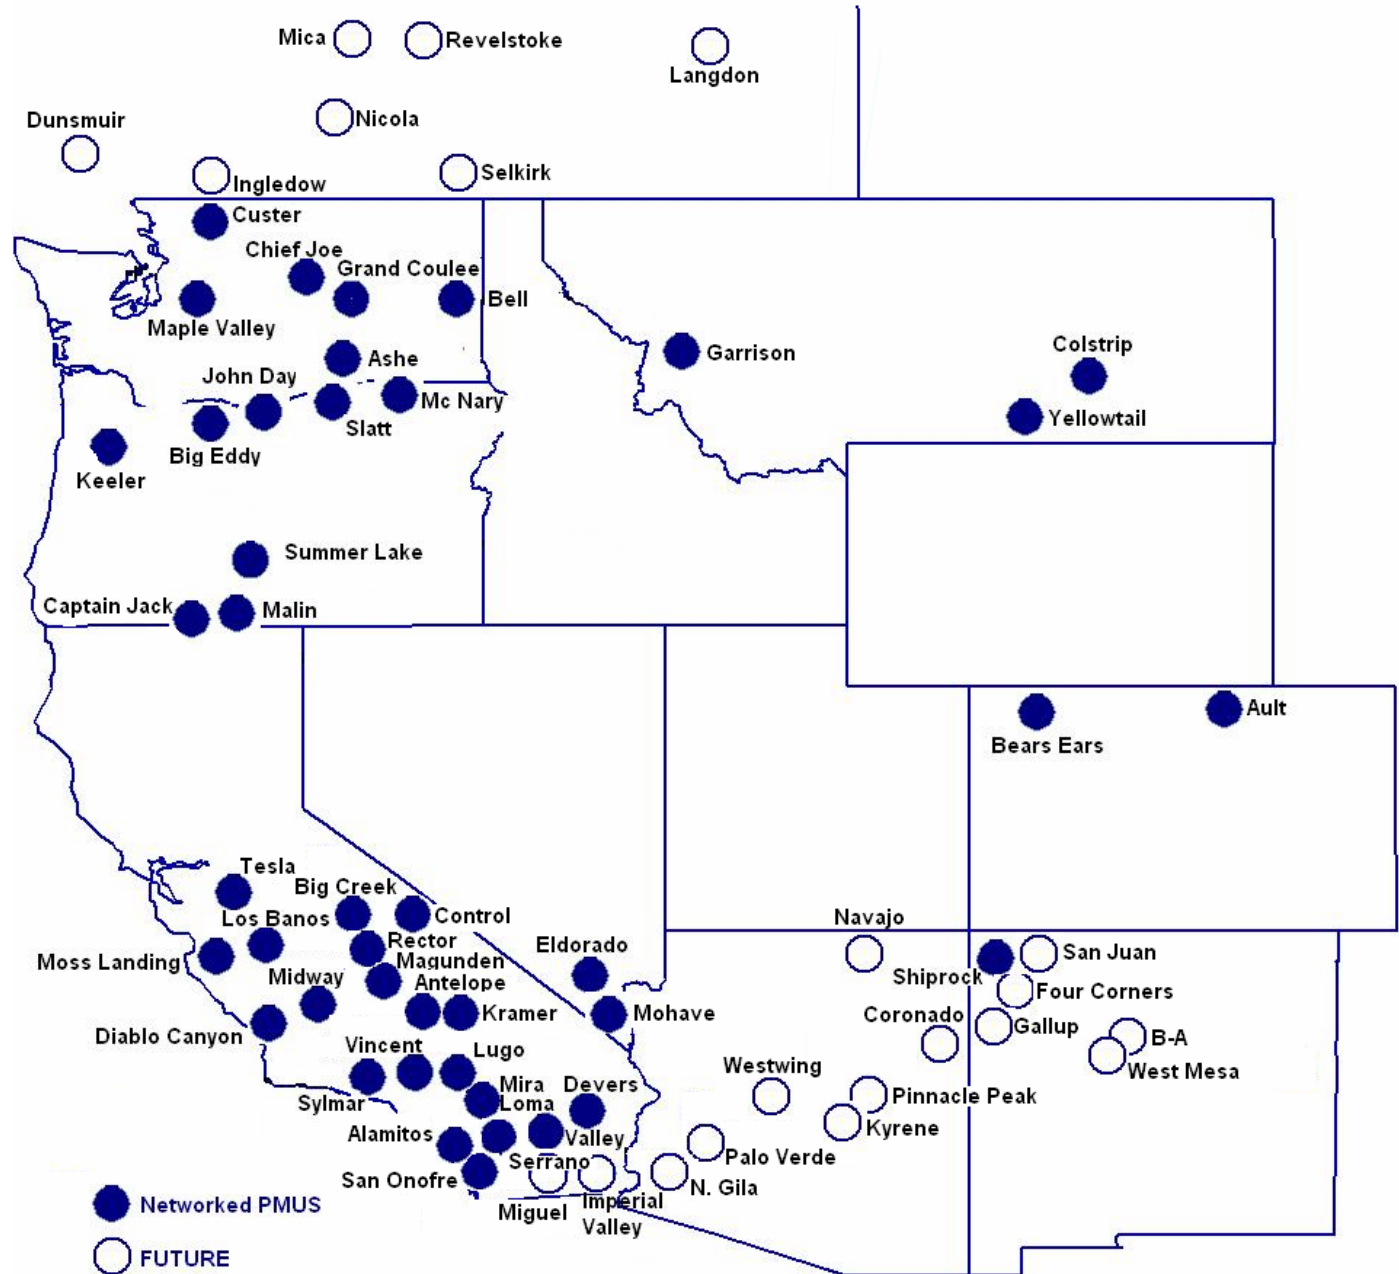 Mica
Revelstoke
Langdon
Dunsmuir
Nicola
Ingledow
Selkirk
Custer
Chief Joe
Grand Coulee
Bell
Maple Valley
Garrison
Colstrip
Ashe
John Day
Mc Nary
Yellowtail
Slatt
Big Eddy
Keeler
Summer Lake
Captain Jack
Malin
Ault
Bears Ears
Tesla
Big Creek
Los Banos
Control
Navajo
Rector
Eldorado
San Juan
Moss Landing
Magunden
Shiprock
Midway
Antelope
Four Corners
Kramer
Mohave
Coronado
Gallup
Diablo Canyon
B-A
Vincent
Lugo
Westwing
West Mesa
Mira
Loma
Devers
Sylmar
Pinnacle Peak
Kyrene
Alamitos
Valley
Palo Verde
Serrano
San Onofre
N. Gila
Imperial
Valley
Miguel
Networked PMUS
FUTURE